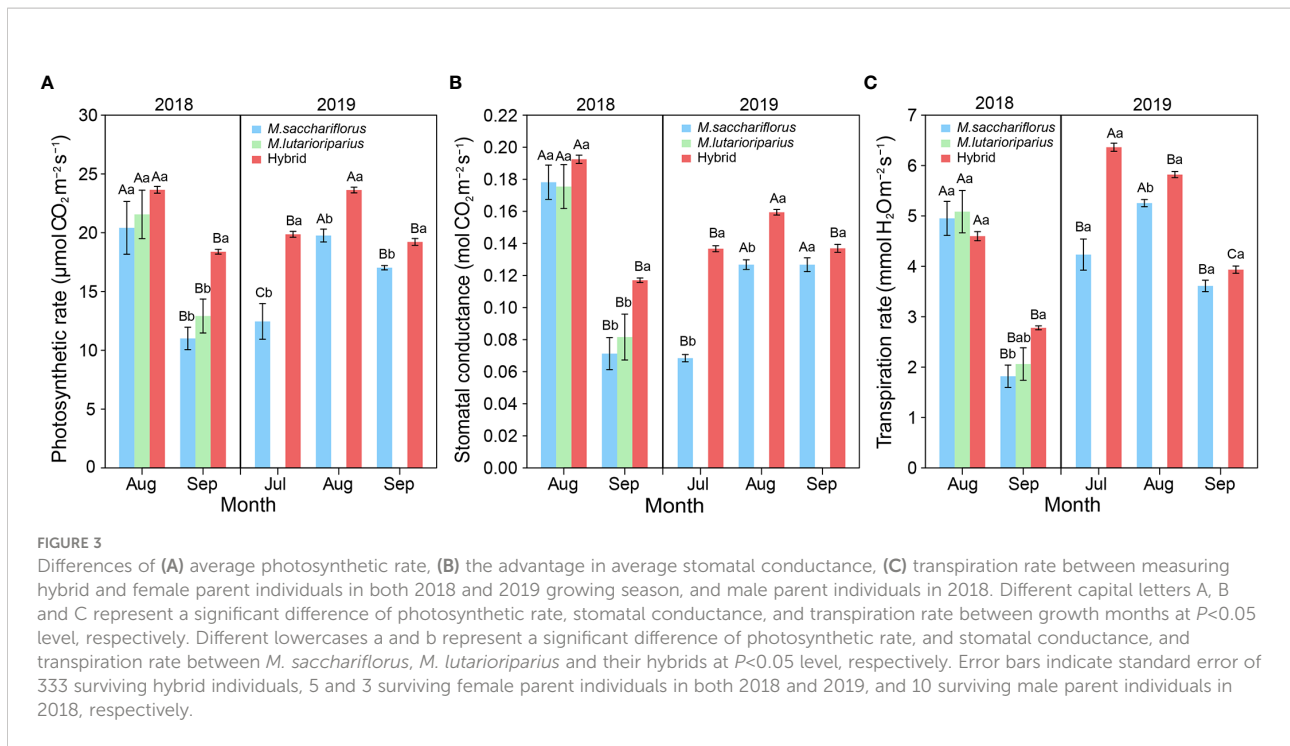 A
2018 2019
M.sacchariflorus
M.lutarioriparius
Hybrid
Photosynthetic rate (μmol CO₂ m⁻² s⁻¹)
30
25
20
15
10
5
0
Aa Aa Aa
Bb Bb Ba
Cb Ba
Ab Aa
Bb Ba
Aug Sep Jul Aug Sep
Month
B
2018 2019
M.sacchariflorus
M.lutarioriparius
Hybrid
Stomatal conductance (mol CO₂ m⁻² s⁻¹)
0.22
0.20
0.18
0.16
0.14
0.12
0.10
0.08
0.06
0.04
0.02
0.00
Aa Aa Aa
Bb Bb Ba
Bb Ba
Ab Aa
Aa Ba
Aug Sep Jul Aug Sep
Month
C
2018 2019
M.sacchariflorus
M.lutarioriparius
Hybrid
Transpiration rate (mmol H₂O m⁻² s⁻¹)
7
6
5
4
3
2
1
0
Aa Aa Aa
Bb Bab Ba
Ab Aa
Ab Ba
Ba Ca
Aug Sep Jul Aug Sep
Month
FIGURE 3
Differences of (A) average photosynthetic rate, (B) the advantage in average stomatal conductance, (C) transpiration rate between measuring
hybrid and female parent individuals in both 2018 and 2019 growing season, and male parent individuals in 2018. Different capital letters A, B
and C represent a significant difference of photosynthetic rate, stomatal conductance, and transpiration rate between growth months at P<0.05
level, respectively. Different lowercases a and b represent a significant difference of photosynthetic rate, and stomatal conductance, and
transpiration rate between M. sacchariflorus, M. lutarioriparius and their hybrids at P<0.05 level, respectively. Error bars indicate standard error of
333 surviving hybrid individuals, 5 and 3 surviving female parent individuals in both 2018 and 2019, and 10 surviving male parent individuals in
2018, respectively.